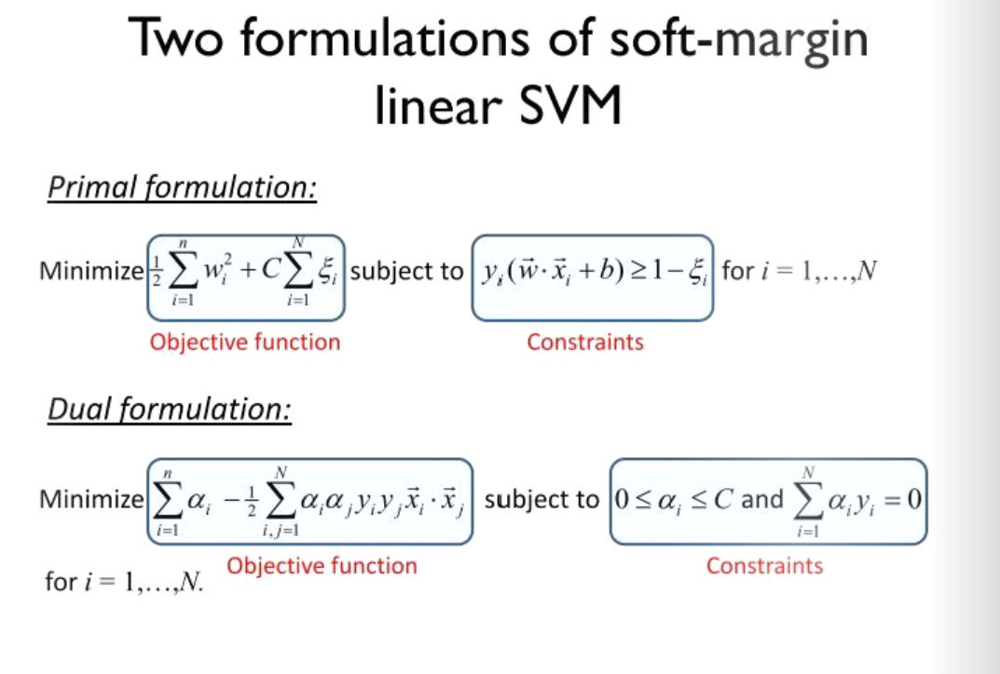 Two formulations of soft-margin
linear SVM
Primal formulation:
Minimize $\frac{1}{2}\sum_{i=1}^{n} w_i^2 + C\sum_{i=1}^{N} \xi_i$ subject to $y_i(\vec{w}\cdot\vec{x}_i + b) \geq 1 - \xi_i$ for $i = 1,\ldots,N$
Objective function Constraints
Dual formulation:
Minimize $\sum_{i=1}^{n} \alpha_i - \frac{1}{2}\sum_{i,j=1}^{N} \alpha_i\alpha_j y_i y_j \vec{x}_i\cdot\vec{x}_j$ subject to $0 \leq \alpha_i \leq C$ and $\sum_{i=1}^{N} \alpha_i y_i = 0$
Objective function Constraints
for $i = 1,\ldots,N.$